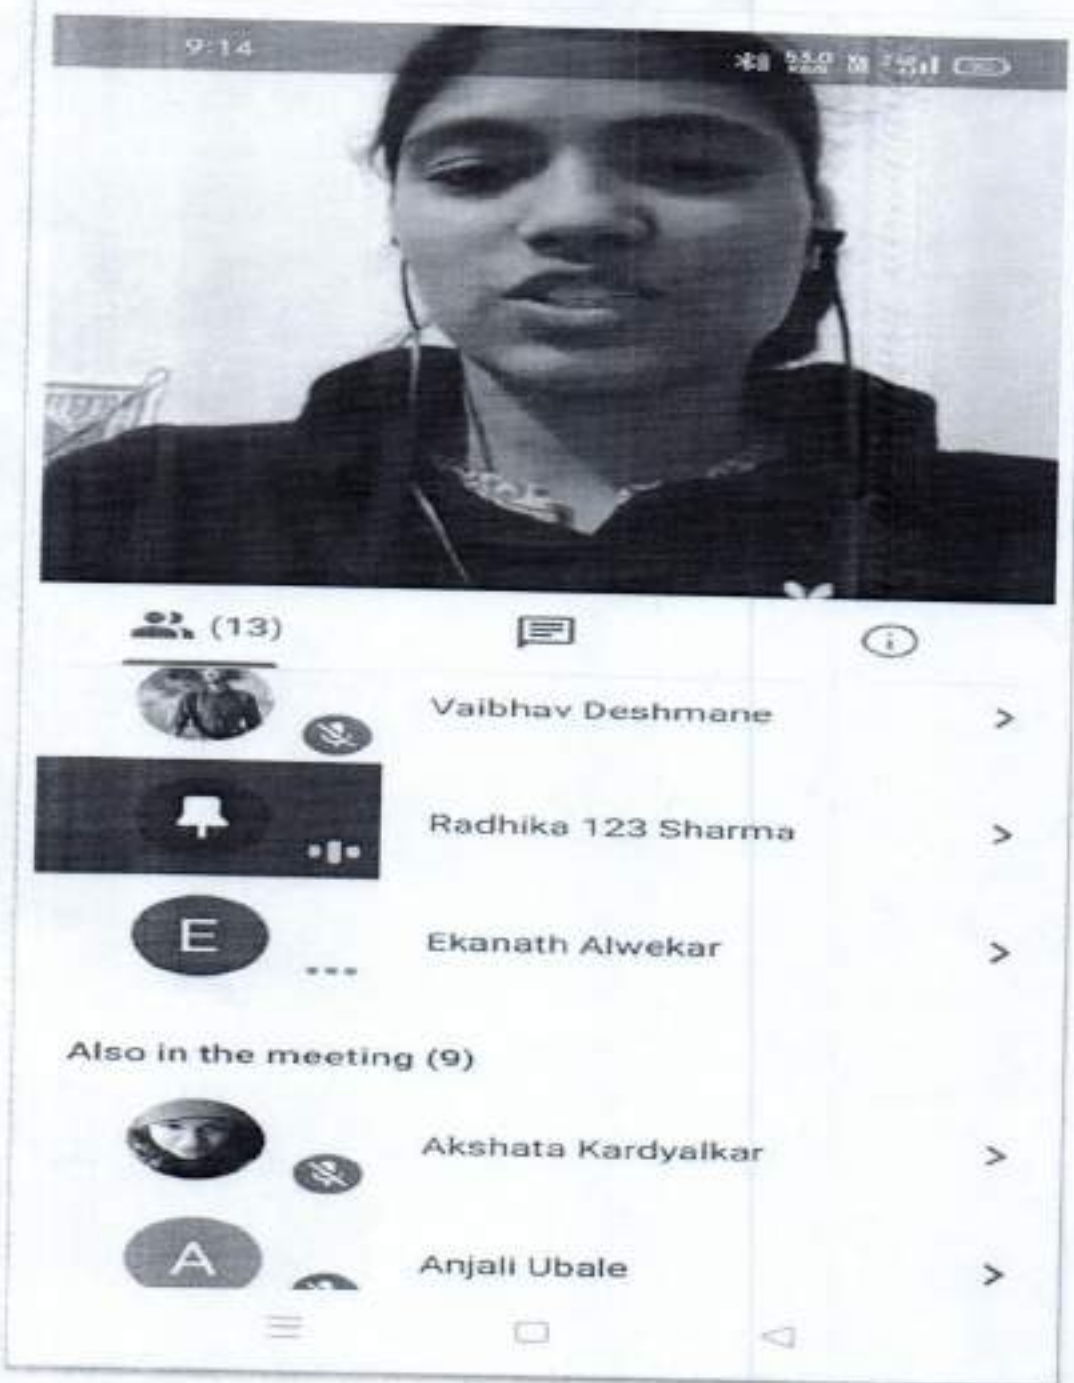 9:14
(13)
Vaibhav Deshmane
Radhika 123 Sharma
E
Ekanath Alwekar
Also in the meeting (9)
Akshata Kardyalkar
A
Anjali Ubale